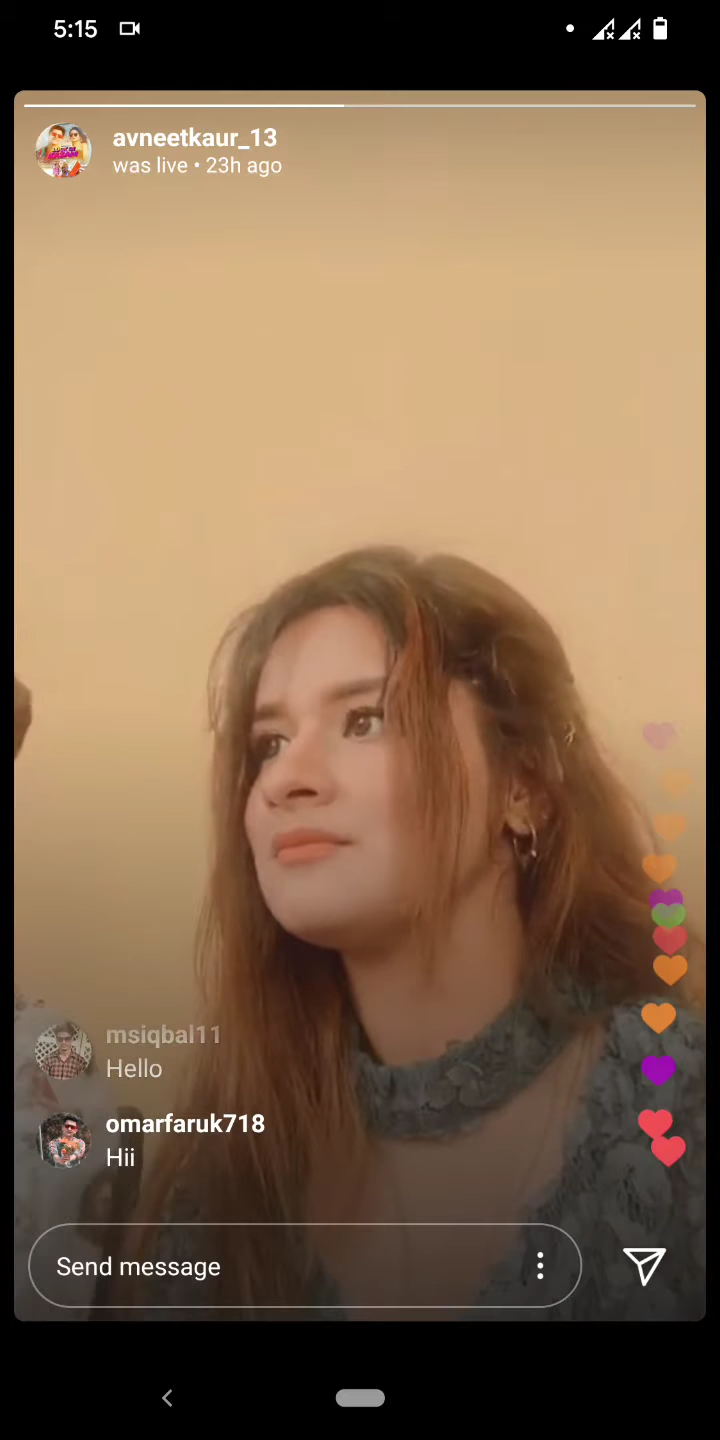 5:15
avneetkaur_13
was live • 23h ago
msiqbal11
Hello
omarfaruk718
Hii
Send message